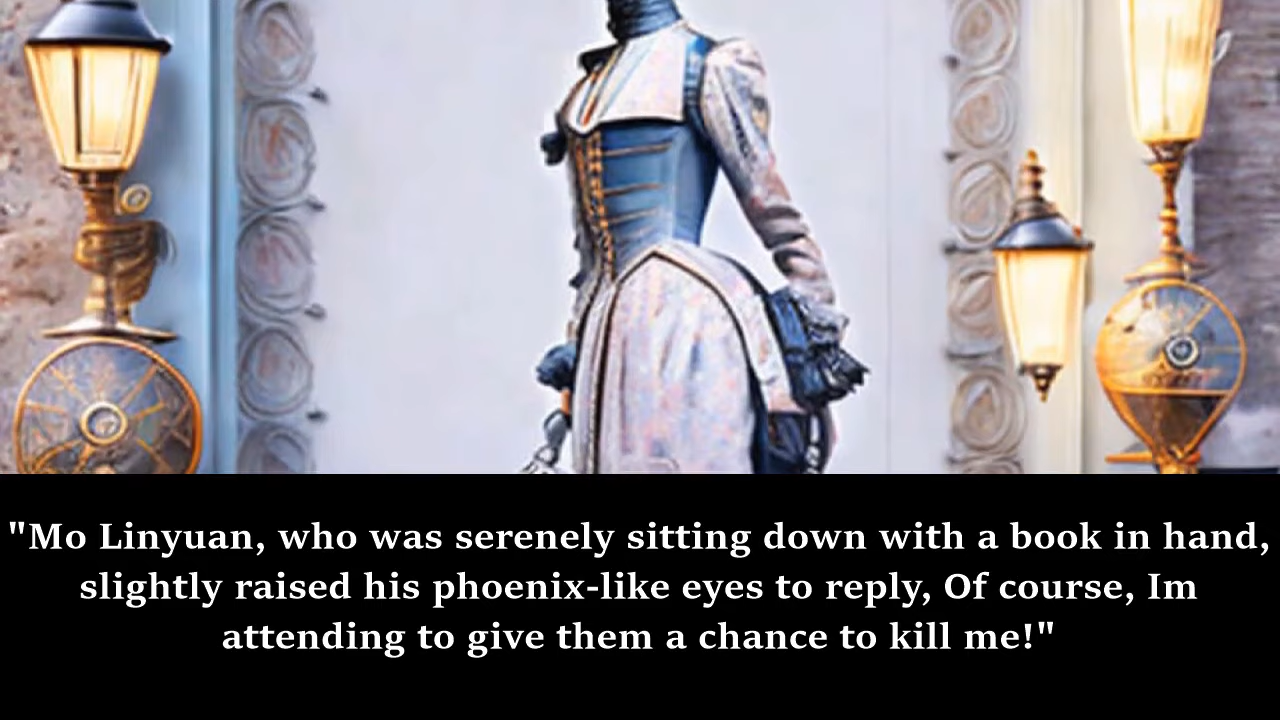 "Mo Linyuan, who was serenely sitting down with a book in hand,
slightly raised his phoenix-like eyes to reply, Of course, Im
attending to give them a chance to kill me!"